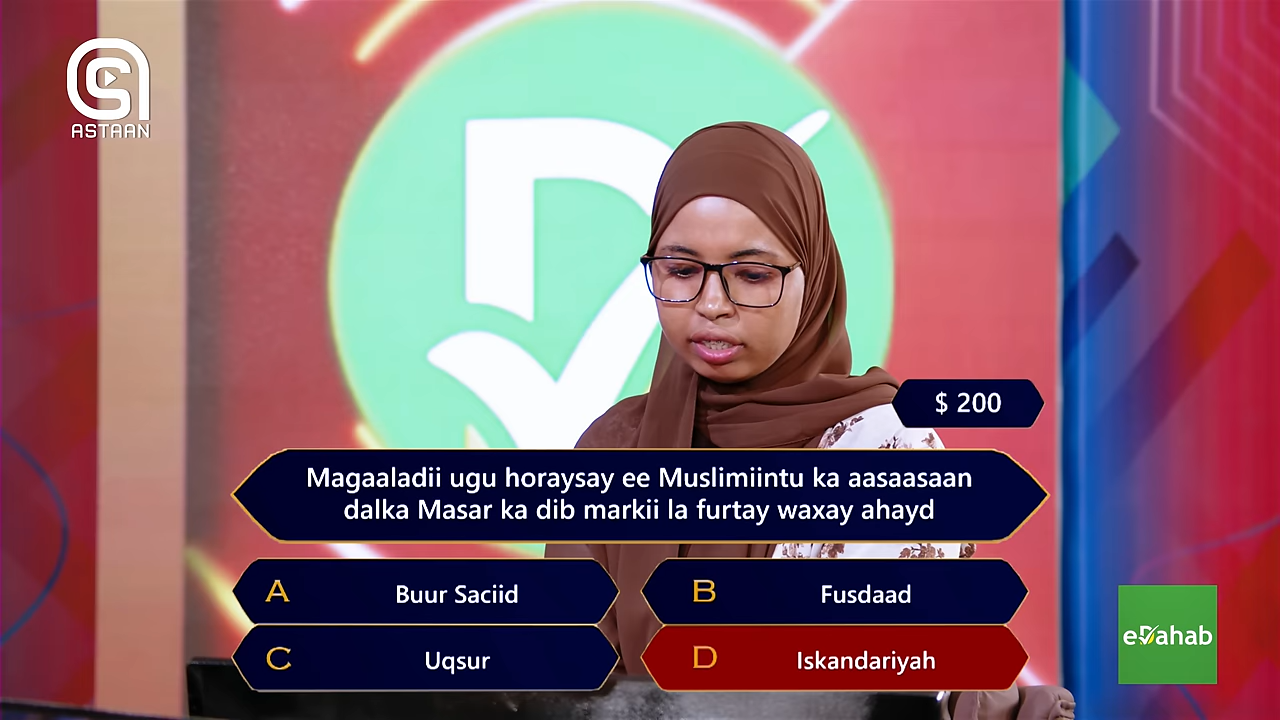 ASTAAN
$ 200
Magaaladii ugu horaysay ee Muslimiintu ka aasaasaan
dalka Masar ka dib markii la furtay waxay ahayd
A Buur Saciid
B Fusdaad
C Uqsur
D Iskandariyah
eDahab